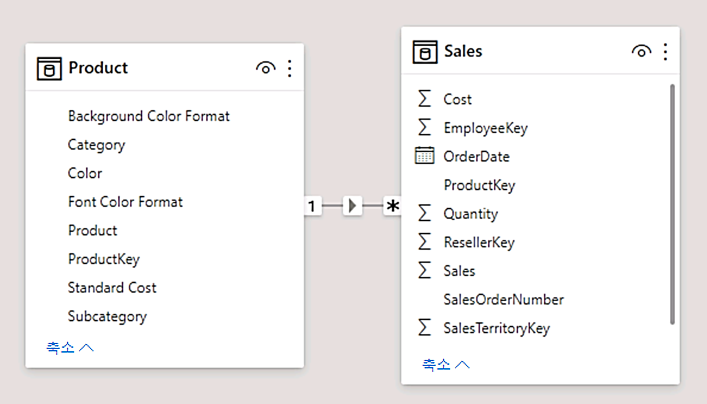 Product
Background Color Format
Category
Color
Font Color Format
Product
ProductKey
Standard Cost
Subcategory
축소
1
*
Sales
Cost
EmployeeKey
OrderDate
ProductKey
Quantity
ResellerKey
Sales
SalesOrderNumber
SalesTerritoryKey
축소